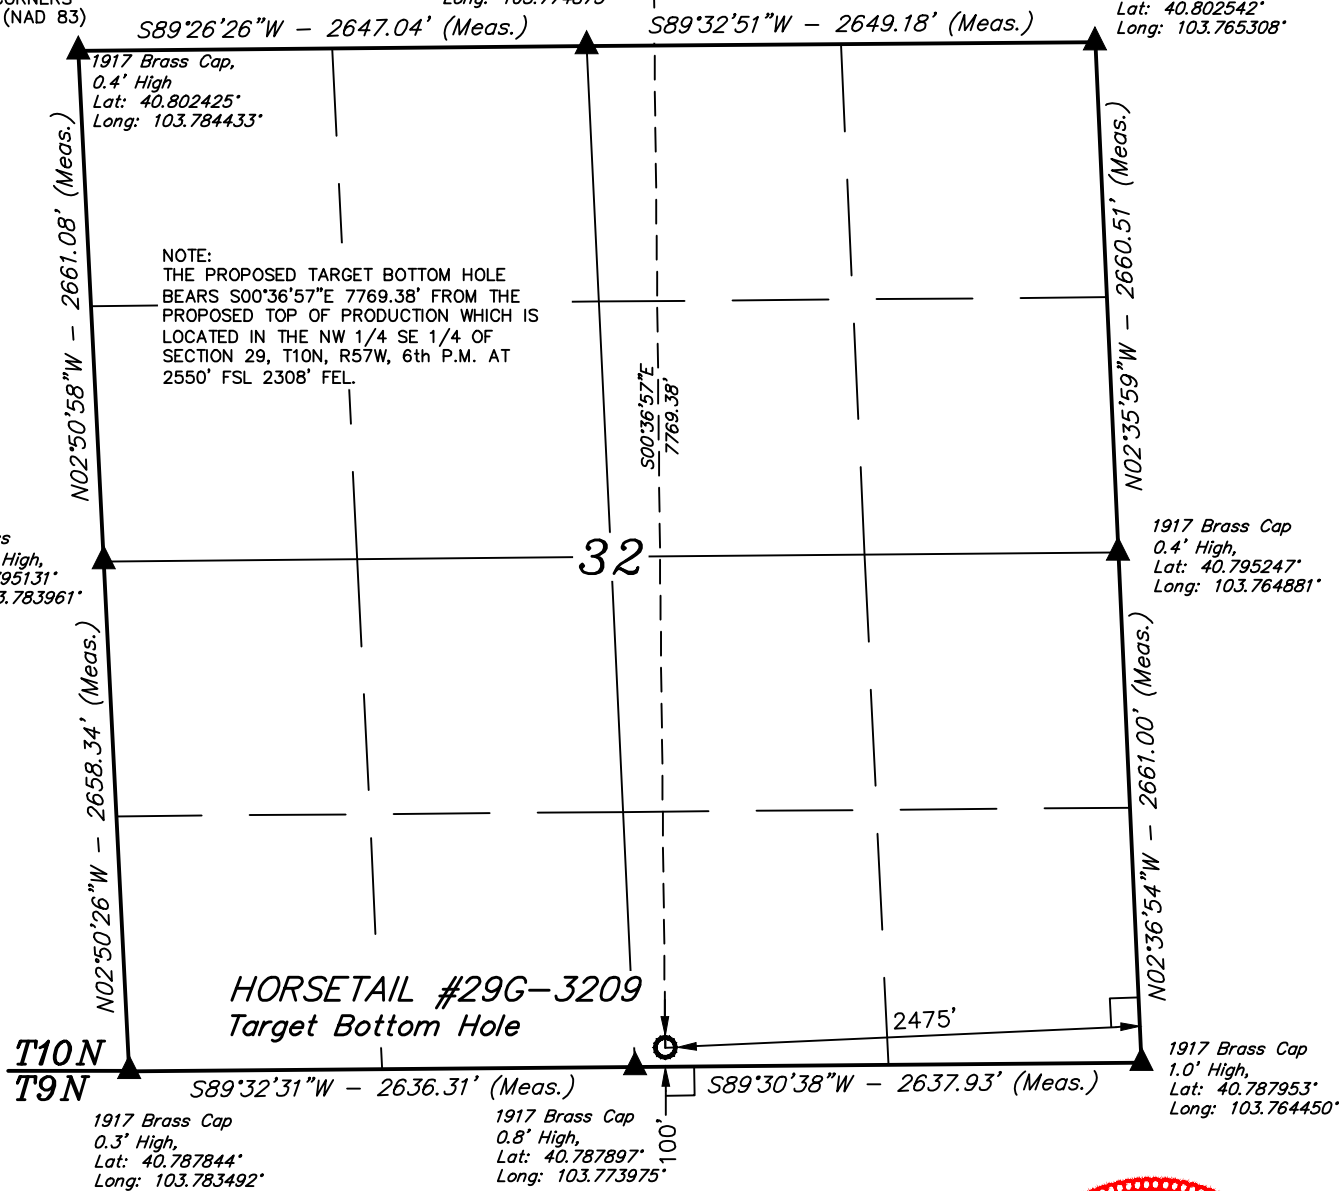 (NAD 83)
S89°26'26"W - 2647.04' (Meas.)
S89°32'51"W - 2649.18' (Meas.)
Lat: 40.802542°
Long: 103.765308°
1917 Brass Cap,
0.4' High
Lat: 40.802425°
Long: 103.784433°
N02°50'58"W - 2661.08' (Meas.)
N02°35'59"W - 2660.51' (Meas.)
NOTE:
THE PROPOSED TARGET BOTTOM HOLE
BEARS S00°36'57"E 7769.38' FROM THE
PROPOSED TOP OF PRODUCTION WHICH IS
LOCATED IN THE NW 1/4 SE 1/4 OF
SECTION 29, T10N, R57W, 6th P.M. AT
2550' FSL 2308' FEL.
S00°36'57"E
7769.38'
32
High,
95131°
3.783961°
1917 Brass Cap
0.4' High,
Lat: 40.795247°
Long: 103.764881°
N02°50'26"W - 2658.34' (Meas.)
N02°36'54"W - 2661.00' (Meas.)
HORSETAIL #29G-3209
Target Bottom Hole
2475'
T10N
T9N
S89°32'31"W - 2636.31' (Meas.)
S89°30'38"W - 2637.93' (Meas.)
100'
1917 Brass Cap
1.0' High,
Lat: 40.787953°
Long: 103.764450°
1917 Brass Cap
0.3' High,
Lat: 40.787844°
Long: 103.783492°
1917 Brass Cap
0.8' High,
Lat: 40.787897°
Long: 103.773975°